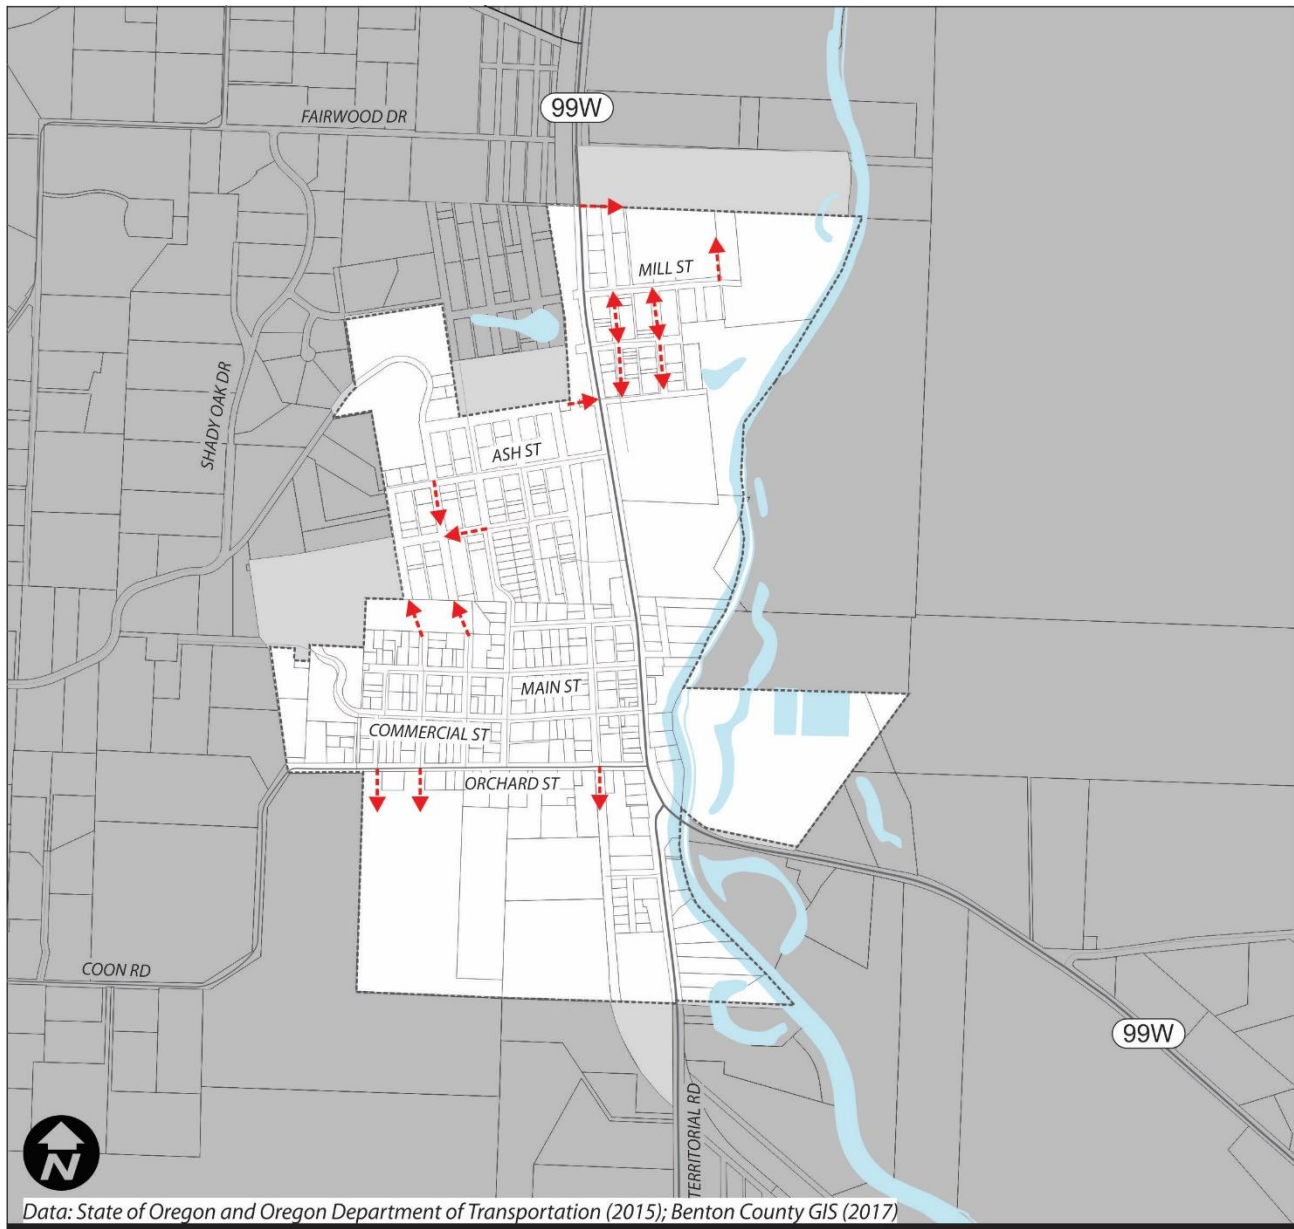 99W
FAIRWOOD DR
MILL ST
SHADY OAK DR
ASH ST
MAIN ST
COMMERCIAL ST
ORCHARD ST
COON RD
99W
TERRITORIAL RD
N
Data: State of Oregon and Oregon Department of Transportation (2015); Benton County GIS (2017)